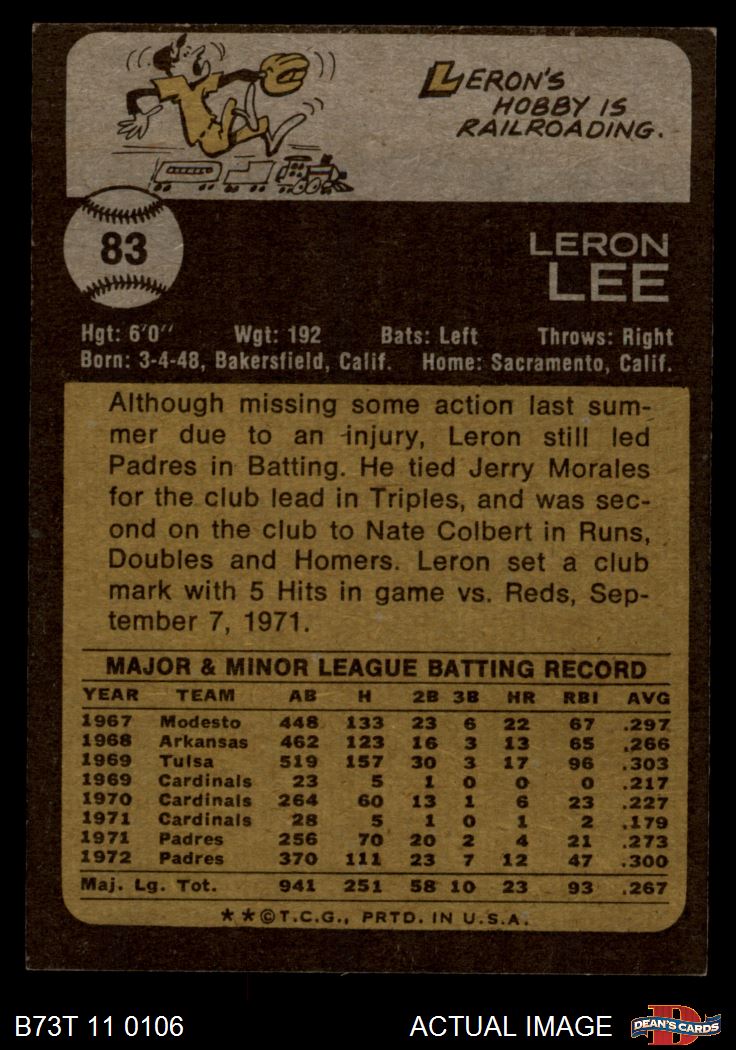 LERON'S
HOBBY IS
RAILROADING.
83
LERON
LEE
Hgt: 6'0" Wgt: 192 Bats: Left Throws: Right
Born: 3-4-48, Bakersfield, Calif. Home: Sacramento, Calif.
Although missing some action last sum-
mer due to an injury, Leron still led
Padres in Batting. He tied Jerry Morales
for the club lead in Triples, and was sec-
ond on the club to Nate Colbert in Runs,
Doubles and Homers. Leron set a club
mark with 5 Hits in game vs. Reds, Sep-
tember 7, 1971.
MAJOR & MINOR LEAGUE BATTING RECORD
YEAR TEAM AB H 2B 3B HR RBI AVG
1967 Modesto 448 133 23 6 22 67 .297
1968 Arkansas 462 123 16 3 13 65 .266
1969 Tulsa 519 157 30 3 17 96 .303
1969 Cardinals 23 5 1 0 0 0 .217
1970 Cardinals 264 60 13 1 6 23 .227
1971 Cardinals 28 5 1 0 1 2 .179
1971 Padres 256 70 20 2 4 21 .273
1972 Padres 370 111 23 7 12 47 .300
Maj. Lg. Tot. 941 251 58 10 23 93 .267
**©T.C.G., PRTD. IN U.S.A.
B73T 11 0106 ACTUAL IMAGE D DEAN'S CARDS